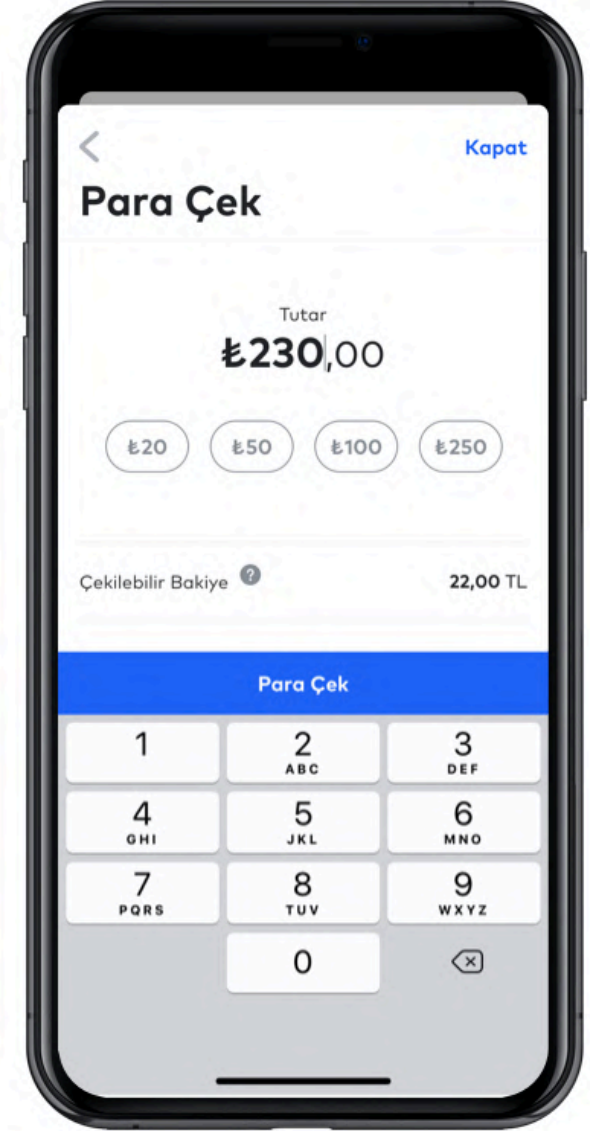 Kapat
Para Çek
Tutar
₺230,00
₺20 ₺50 ₺100 ₺250
Çekilebilir Bakiye ? 22,00 TL
Para Çek
1 2 3
ABC DEF
4 5 6
GHI JKL MNO
7 8 9
PQRS TUV WXYZ
0